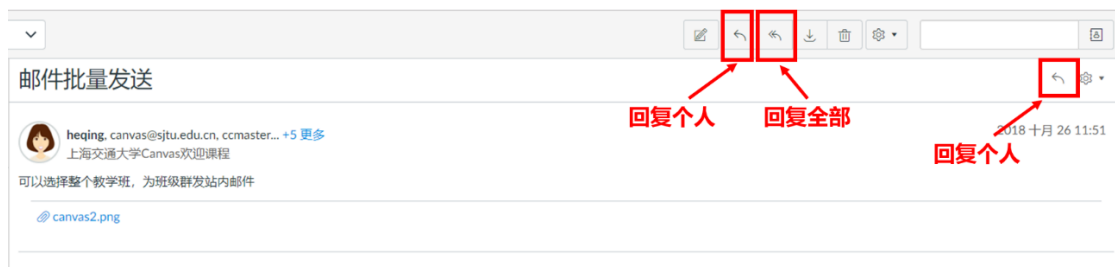 邮件批量发送
回复个人
回复全部
heqing, canvas@sjtu.edu.cn, ccmaster... +5 更多
2018 十月 26 11:51
上海交通大学Canvas欢迎课程
回复个人
可以选择整个教学班，为班级群发站内邮件
canvas2.png